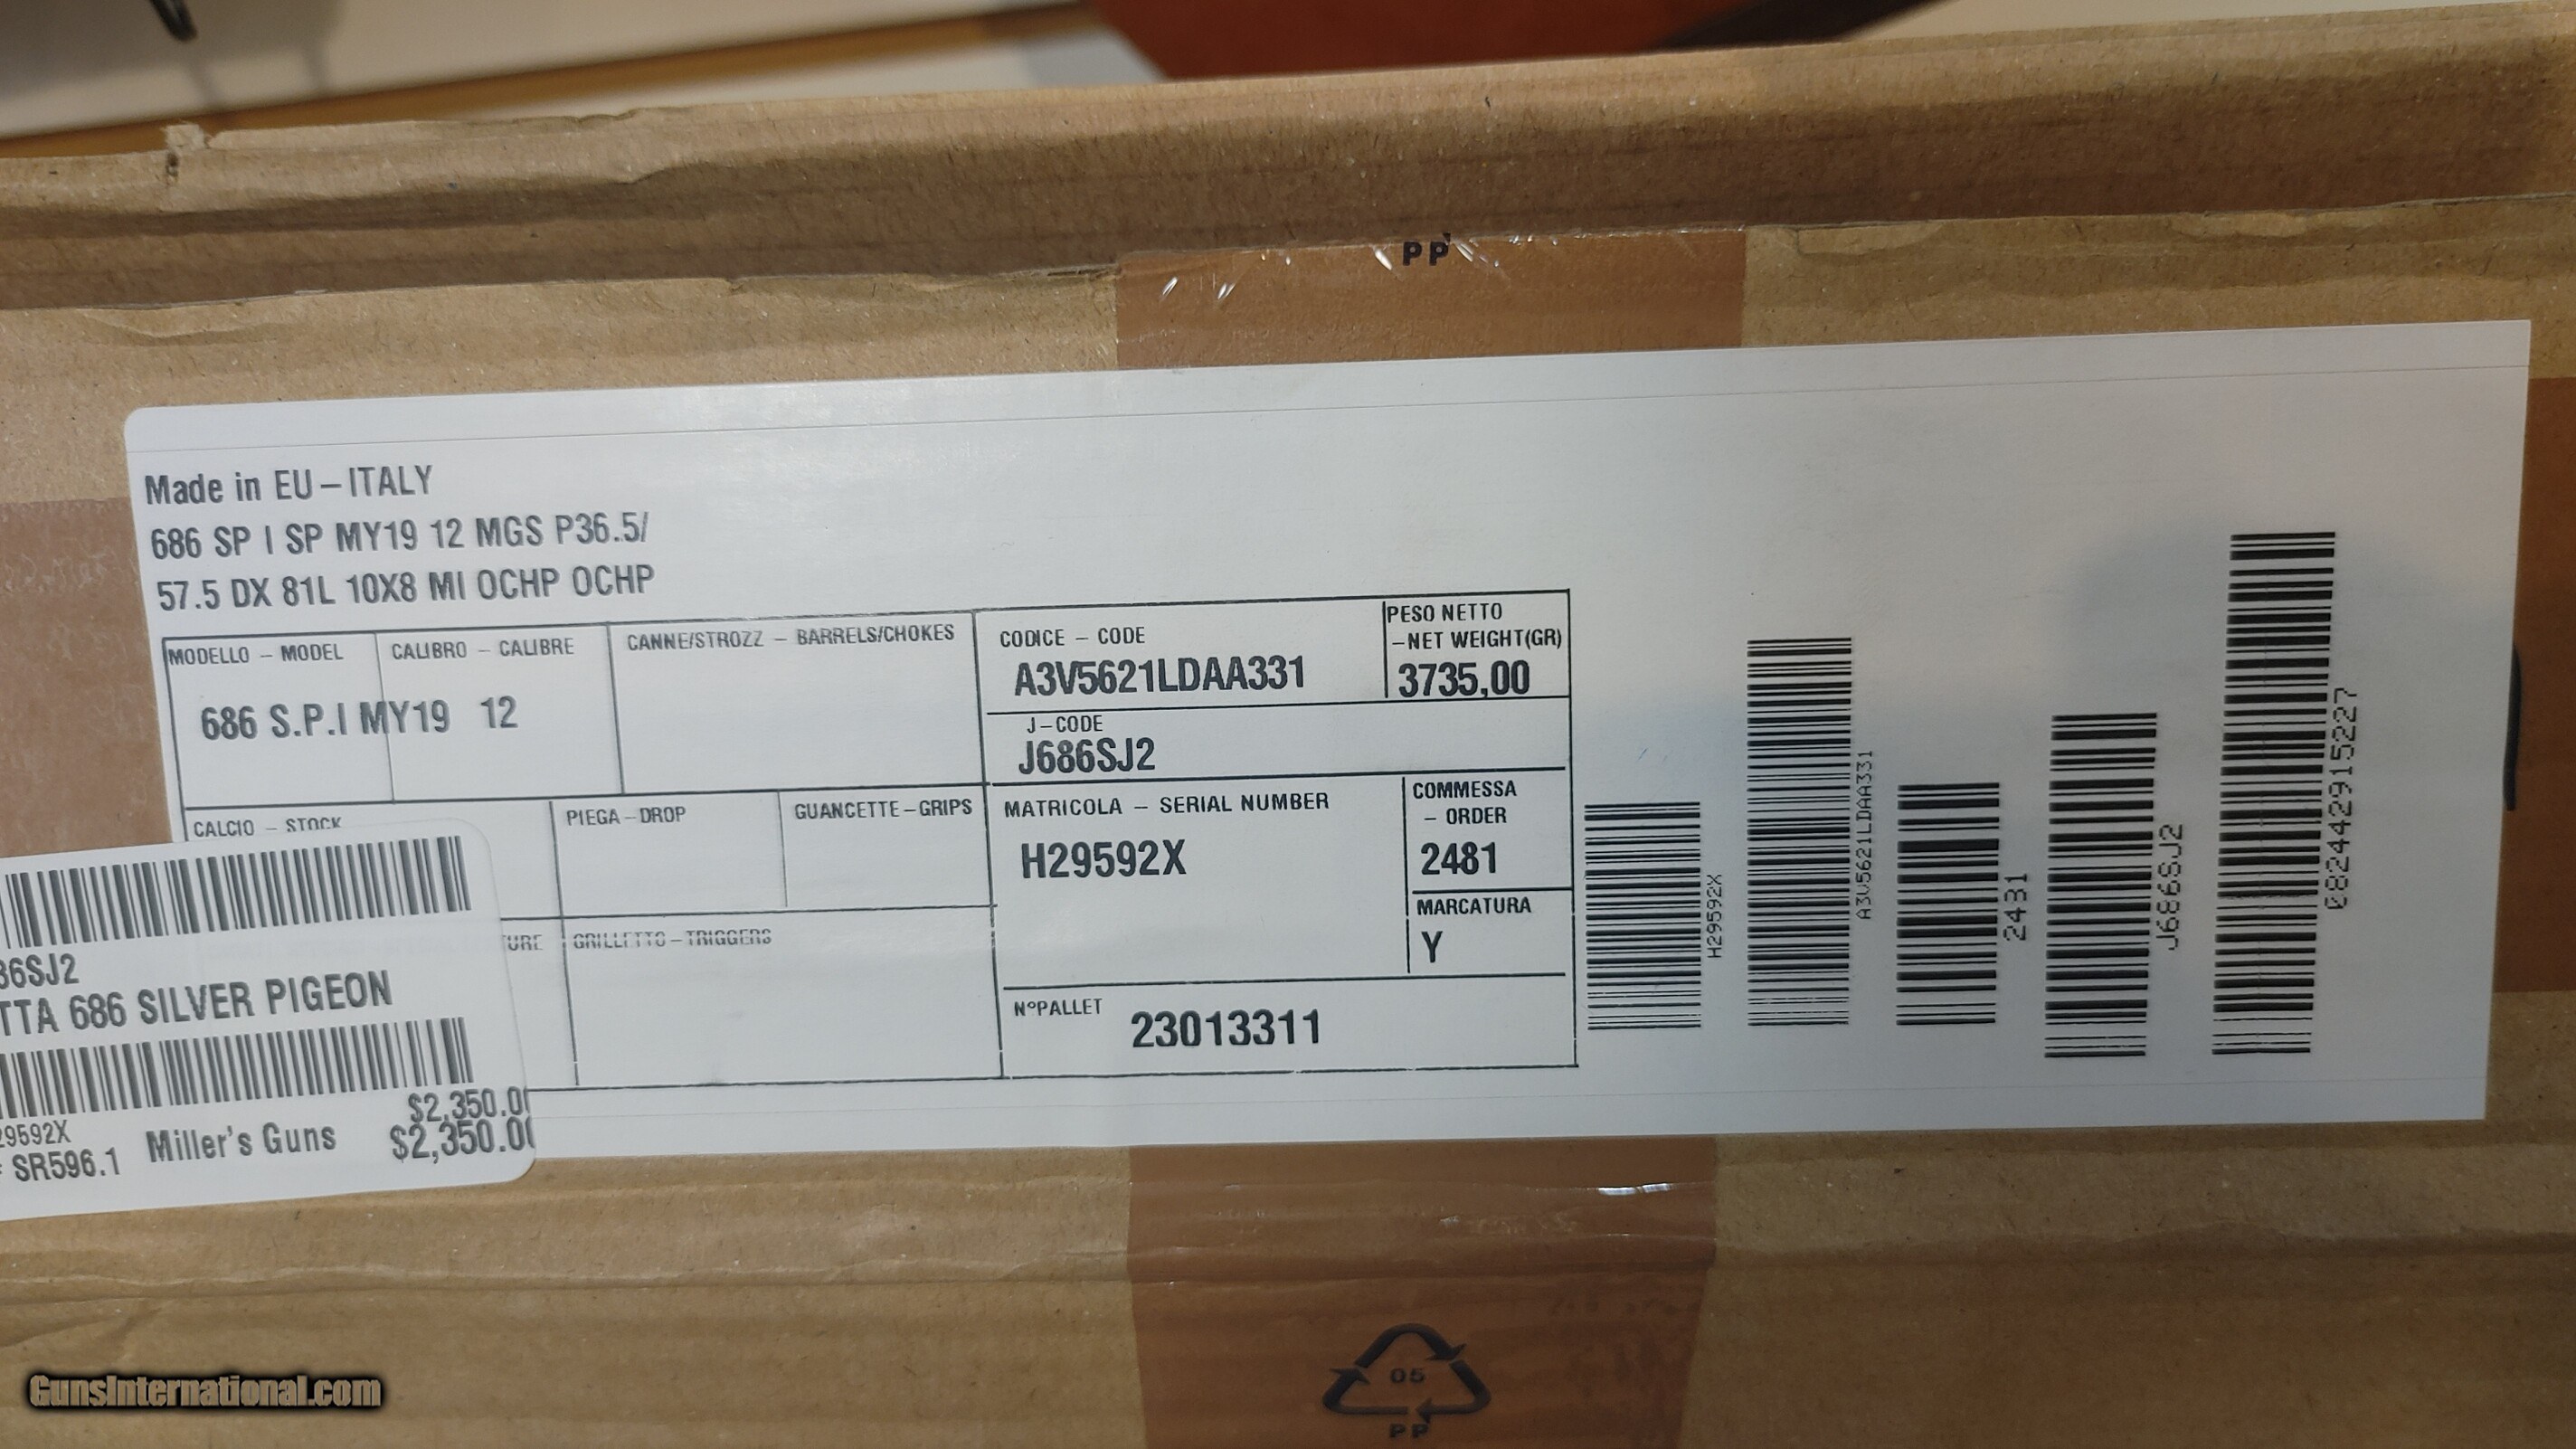 PP
Made in EU-ITALY
686 SP I SP MY19 12 MGS P36.5/
57.5 DX 81L 10X8 MI OCHP OCHP
MODELLO - MODEL
686 S.P.I MY19
CALIBRO - CALIBRE
12
CANNE/STROZZ - BARRELS/CHOKES
CODICE - CODE
A3V5621LDAA331
PESO NETTO
-NET WEIGHT(GR)
3735,00
J-CODE
J686SJ2
CALCIO - STOCK
PIEGA-DROP
GUANCETTE-GRIPS
MATRICOLA - SERIAL NUMBER
H29592X
COMMESSA
- ORDER
2481
MARCATURA
Y
URE
GRILLETTO-TRIGGERS
N°PALLET
23013311
H29592X
A3V5621LDAA331
2481
J686SJ2
082442915227
86SJ2
TTA 686 SILVER PIGEON
$2,350.0
29592X
Miller's Guns
$2,350.0
SR596.1
05
PP
GunsInternational.com